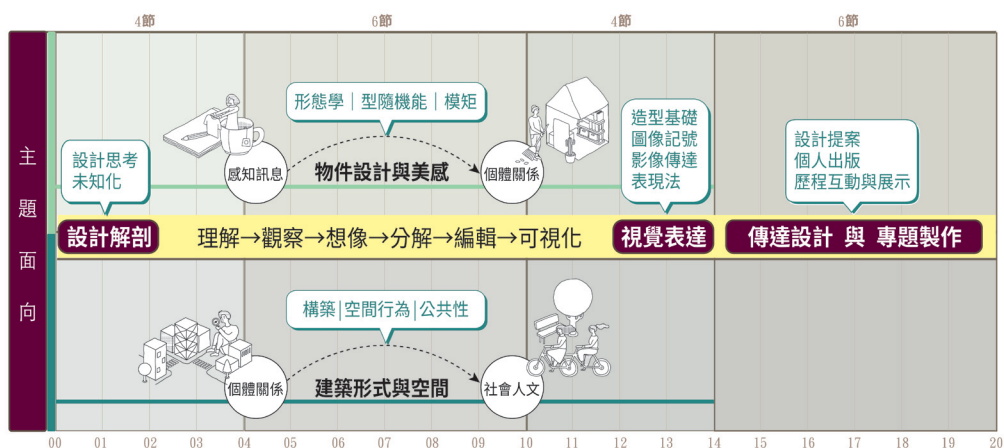 4節
6節
4節
6節
主題面向
設計思考
未知化
形態學｜型隨機能｜模矩
感知訊息
物件設計與美感
個體關係
造型基礎
圖像記號
影像傳達
表現法
設計提案
個人出版
歷程互動與展示
設計解剖
理解→觀察→想像→分解→編輯→可視化
視覺表達
傳達設計 與 專題製作
構築|空間行為|公共性
個體關係
建築形式與空間
社會人文
00 01 02 03 04 05 06 07 08 09 10 11 12 13 14 15 16 17 18 19 20